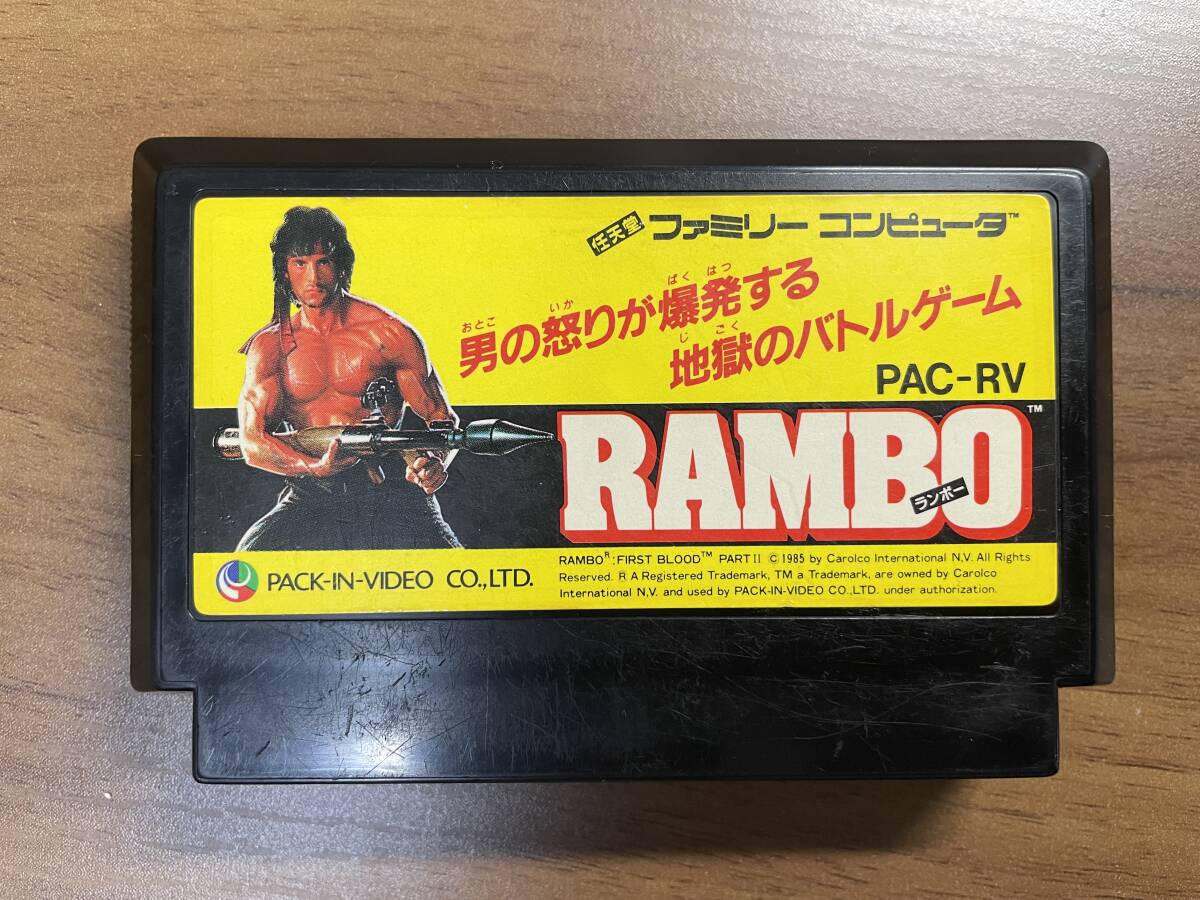 任天堂 ファミリー コンピュータ™
おとこ いか ばく はつ
男の怒りが爆発する
じ ごく
地獄のバトルゲーム
PAC-RV
RAMBO™
ランボー
PACK-IN-VIDEO CO.,LTD.
RAMBO®:FIRST BLOOD™ PART II © 1985 by Carolco International N.V. All Rights
Reserved. ® A Registered Trademark, TM a Trademark, are owned by Carolco
International N,V. and used by PACK-IN-VIDEO CO.,LTD. under authorization.